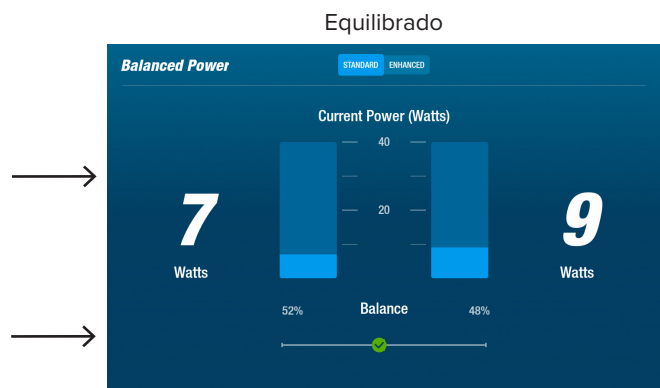 Equilibrado
Balanced Power
STANDARD ENHANCED
Current Power (Watts)
40
20
7
9
Watts
Watts
52% Balance 48%